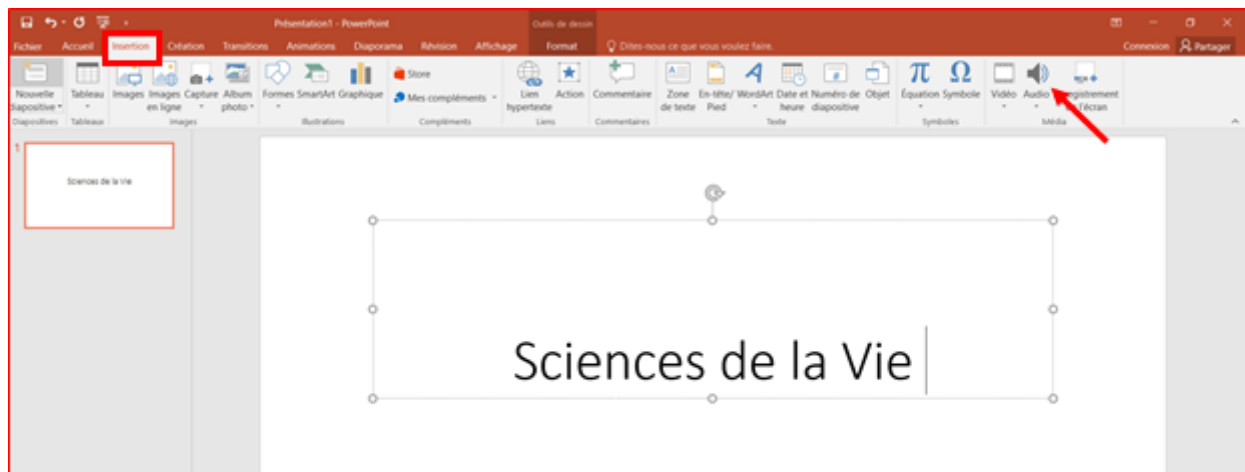 Présentation1 - PowerPoint
Outils de dessin
Fichier Accueil Insertion Création Transitions Animations Diaporama Révision Affichage Format Dites-nous ce que vous voulez faire. Connexion Partager
Nouvelle diapositive
Tableau
Images
Images en ligne
Capture
Album photo
Formes
SmartArt
Graphique
Store
Mes compléments
Lien hypertexte
Action
Commentaire
Zone de texte
En-tête/ Pied
WordArt
Date et heure
Numéro de diapositive
Objet
π
Équation
Ω
Symbole
Vidéo
Audio
Diapositives Tableaux Images Illustrations Compléments Liens Commentaires Texte Symboles Média
1
Sciences de la Vie
Sciences de la Vie